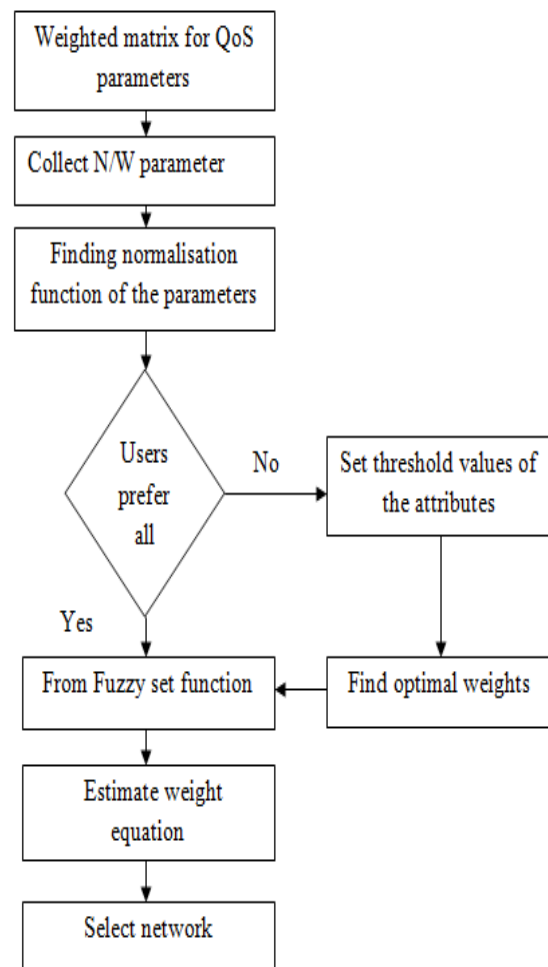 Weighted matrix for QoS
parameters
Collect N/W parameter
Finding normalisation
function of the parameters
Users
prefer
all
No
Set threshold values of
the attributes
Yes
From Fuzzy set function
Find optimal weights
Estimate weight
equation
Select network